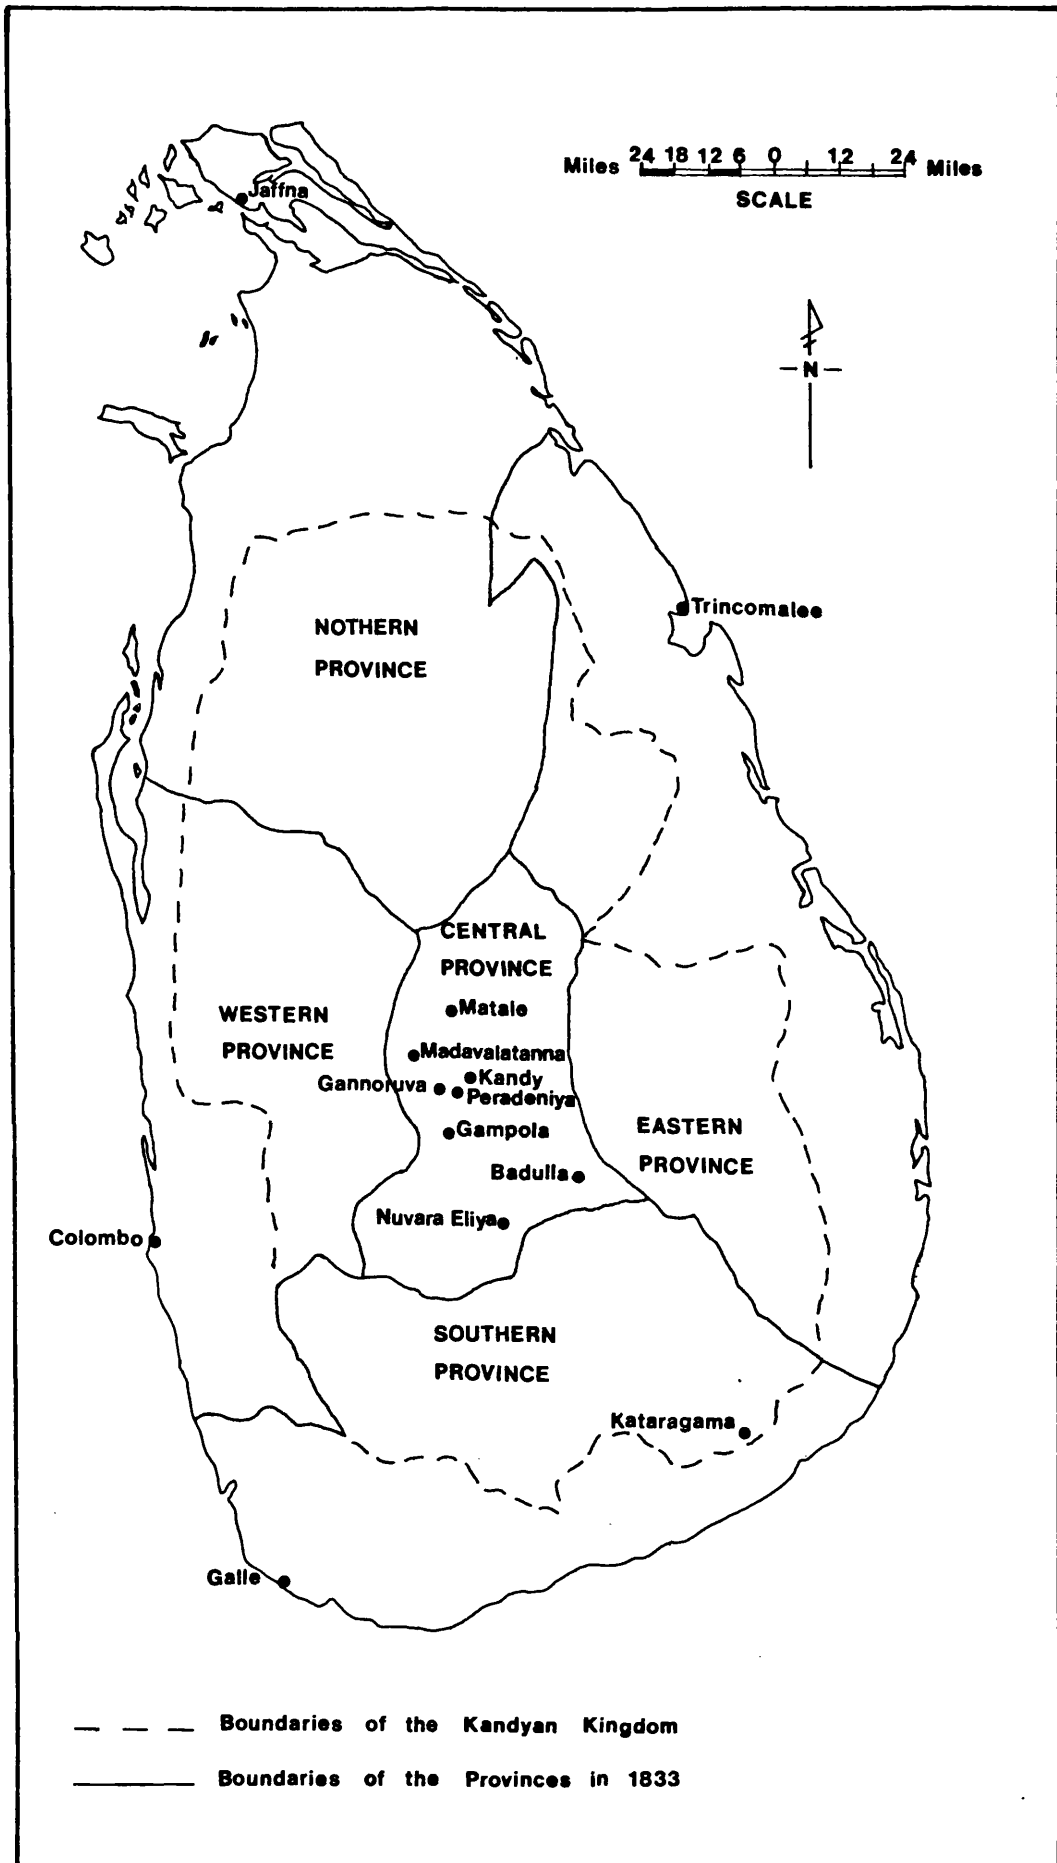 Miles 24 18 12 6 0 12 24 Miles
SCALE
Jaffna
N
Trincomalee
NOTHERN
PROVINCE
CENTRAL
PROVINCE
Matale
WESTERN
PROVINCE
Madavalatanna
Kandy
Gannoruva
Peradeniya
Gampola
EASTERN
PROVINCE
Badulla
Nuvara Eliya
Colombo
SOUTHERN
PROVINCE
Kataragama
Galle
Boundaries of the Kandyan Kingdom
Boundaries of the Provinces in 1833